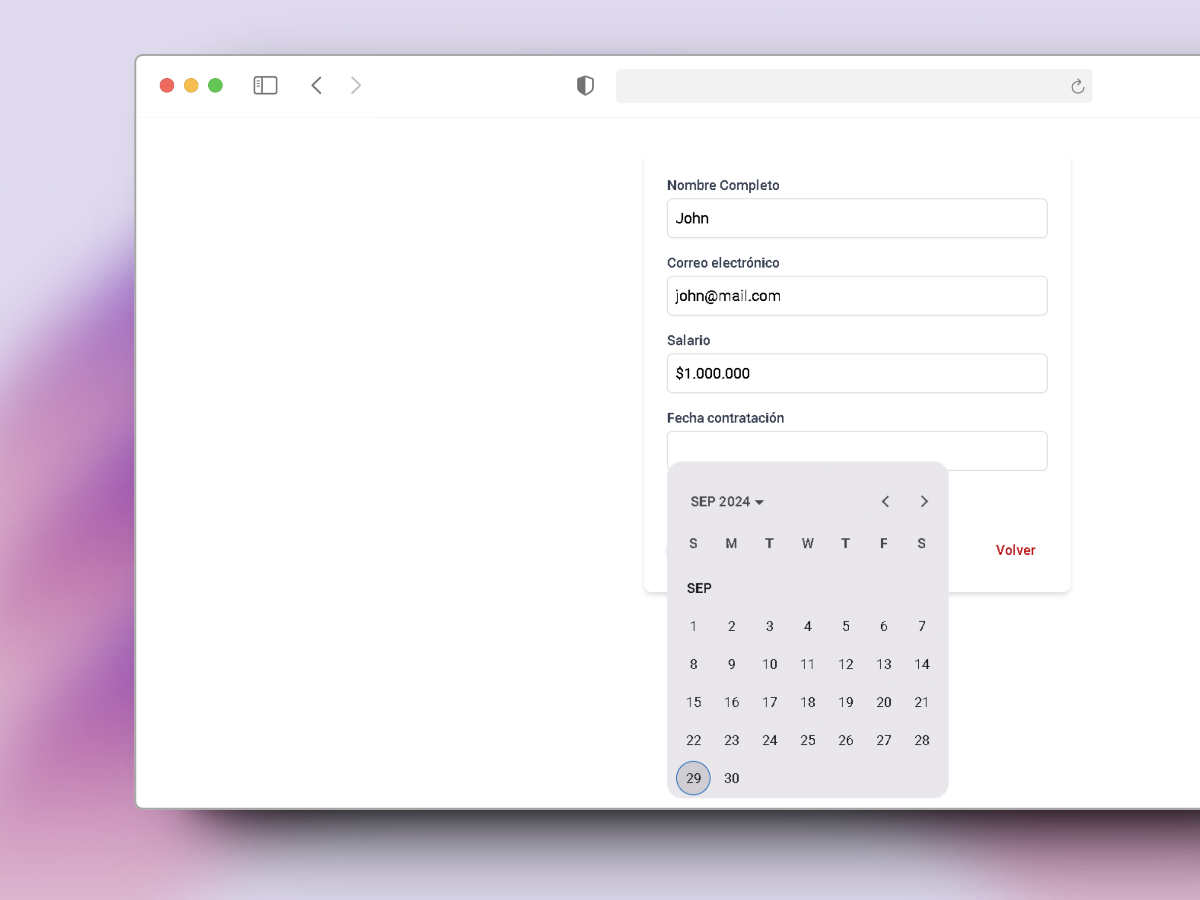 Nombre Completo
John
Correo electrónico
john@mail.com
Salario
$1.000.000
Fecha contratación
SEP 2024
S M T W T F S
Volver
SEP
1 2 3 4 5 6 7
8 9 10 11 12 13 14
15 16 17 18 19 20 21
22 23 24 25 26 27 28
29 30